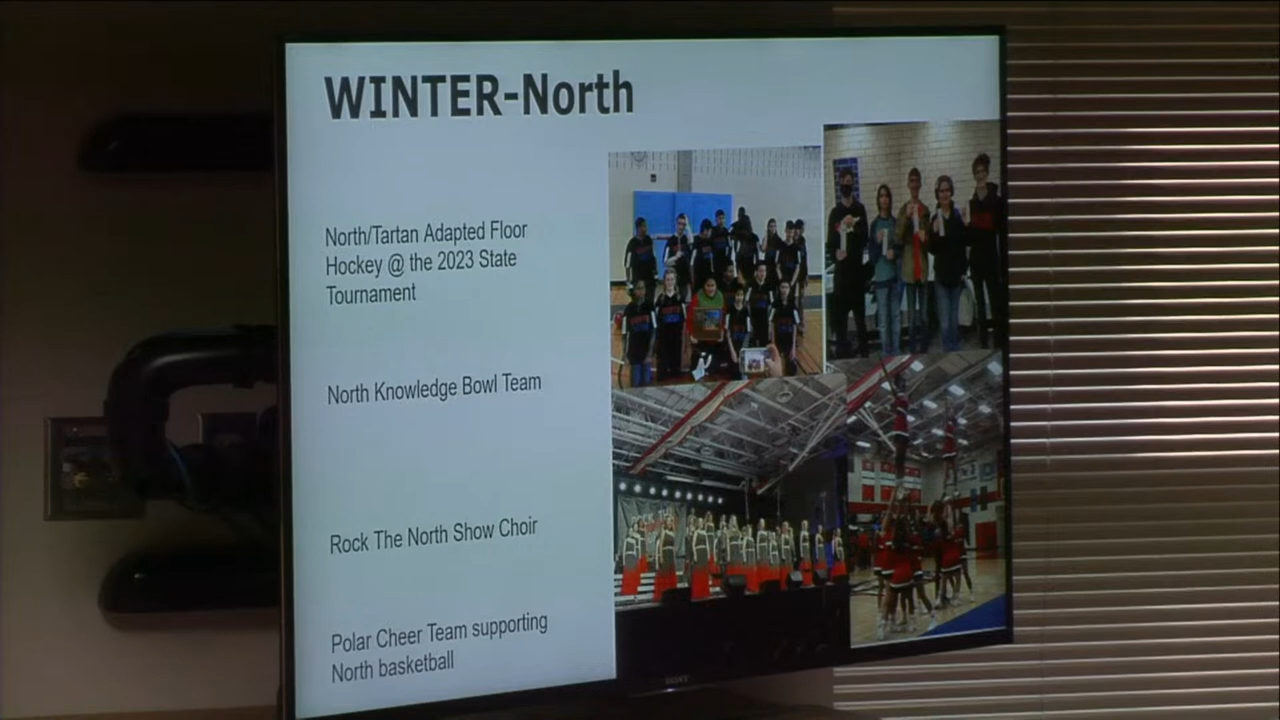 WINTER-North
North/Tartan Adapted Floor
Hockey @ the 2023 State
Tournament
North Knowledge Bowl Team
Rock The North Show Choir
Polar Cheer Team supporting
North basketball
SONY